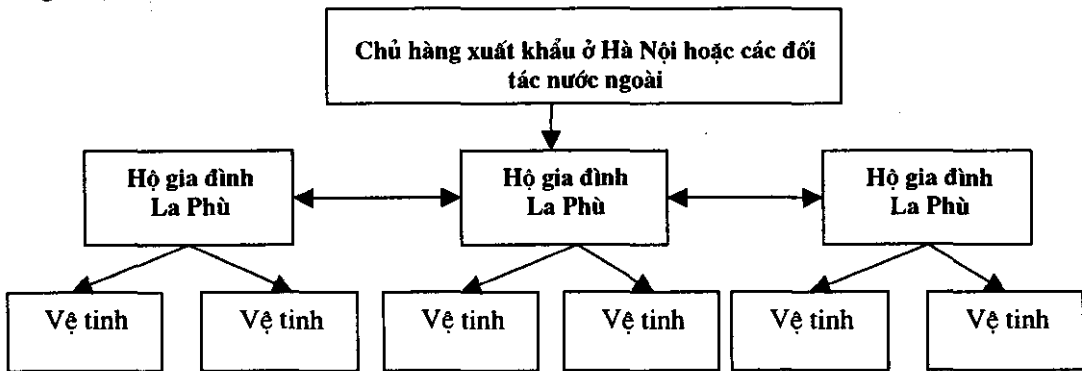 Chủ hàng xuất khẩu ở Hà Nội hoặc các đối
tác nước ngoài
Hộ gia đình
La Phù
Hộ gia đình
La Phù
Hộ gia đình
La Phù
Vệ tinh
Vệ tinh
Vệ tinh
Vệ tinh
Vệ tinh
Vệ tinh